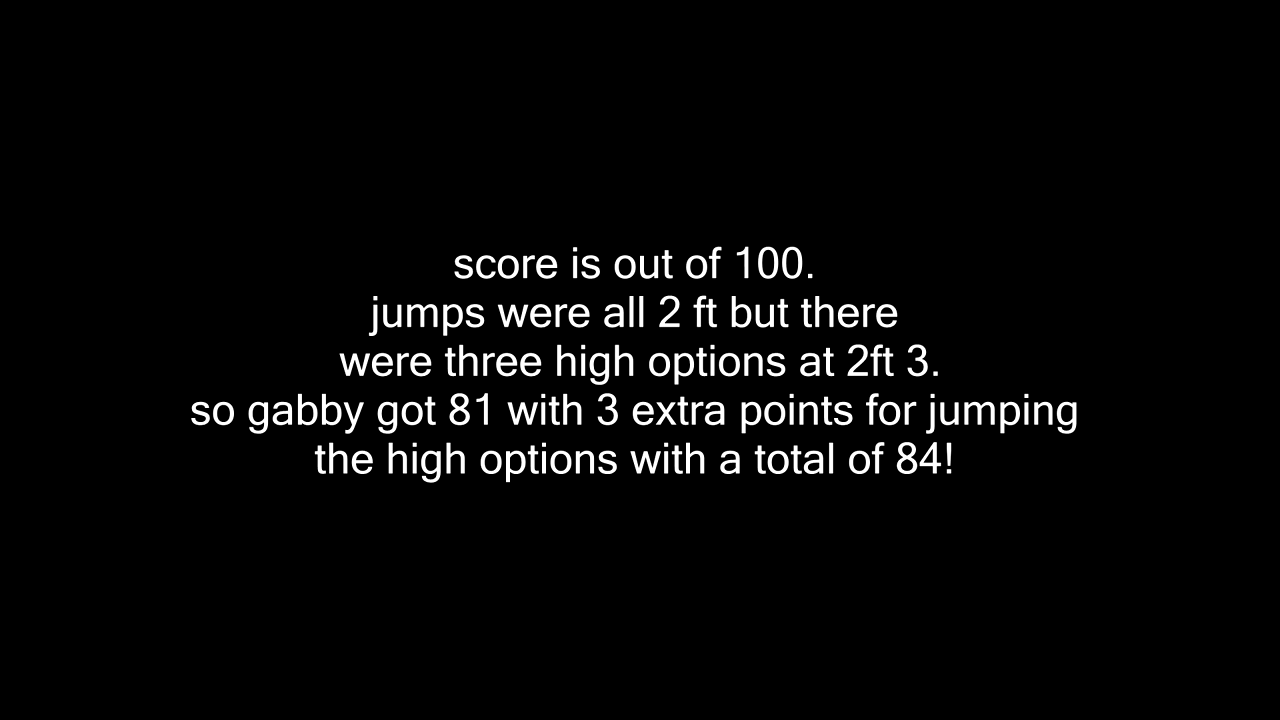 score is out of 100.
jumps were all 2 ft but there
were three high options at 2ft 3.
so gabby got 81 with 3 extra points for jumping
the high options with a total of 84!